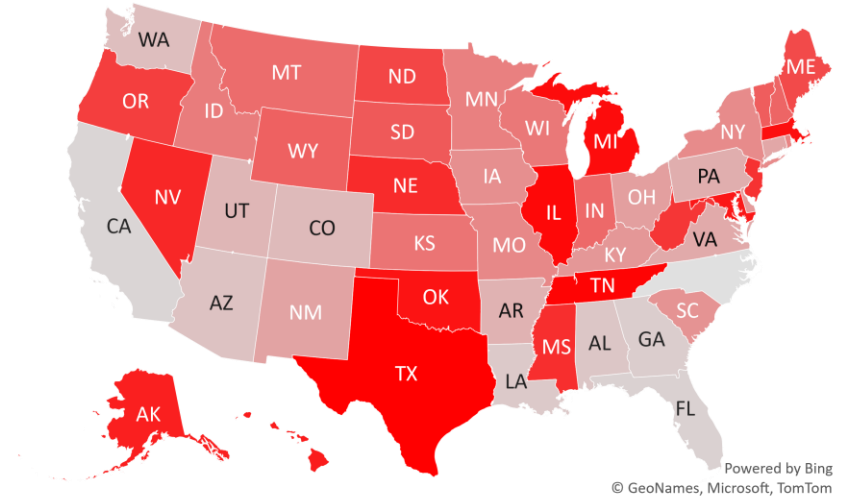 WA
MT
ND
ME
OR
ID
MN
SD
WI
MI
NY
WY
IA
PA
NE
NV
UT
IL
IN
OH
CA
CO
KS
MO
KY
VA
TN
AZ
NM
OK
AR
SC
MS
AL
GA
TX
LA
FL
AK
Powered by Bing
© GeoNames, Microsoft, TomTom